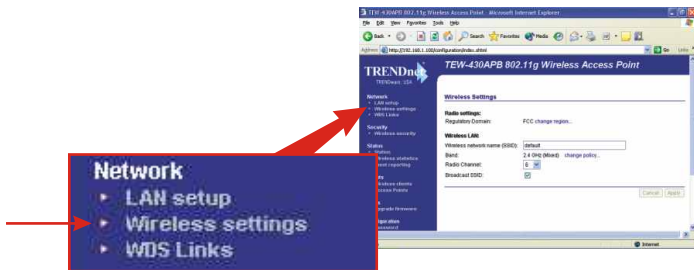 TEW-430APB 802.11g Wireless Access Point - Microsoft Internet Explorer
File Edit View Favorites Tools Help
Back Search Favorites Media
Address http://192.168.1.100/configuration/index.shtml Go Links
TRENDnet
TRENDware, USA
TEW-430APB 802.11g Wireless Access Point
Network
LAN setup
Wireless settings
WDS Links
Security
Wireless security
Status
Status
Wireless statistics
Wireless Settings
Radio settings:
Regulatory Domain: FCC change region...
Wireless LAN:
Wireless network name (SSID): default
Band: 2.4 GHz (Mixed) change policy...
Radio Channel: 6
Broadcast SSID:
Cancel Apply
Internet
Network
LAN setup
Wireless settings
WDS Links